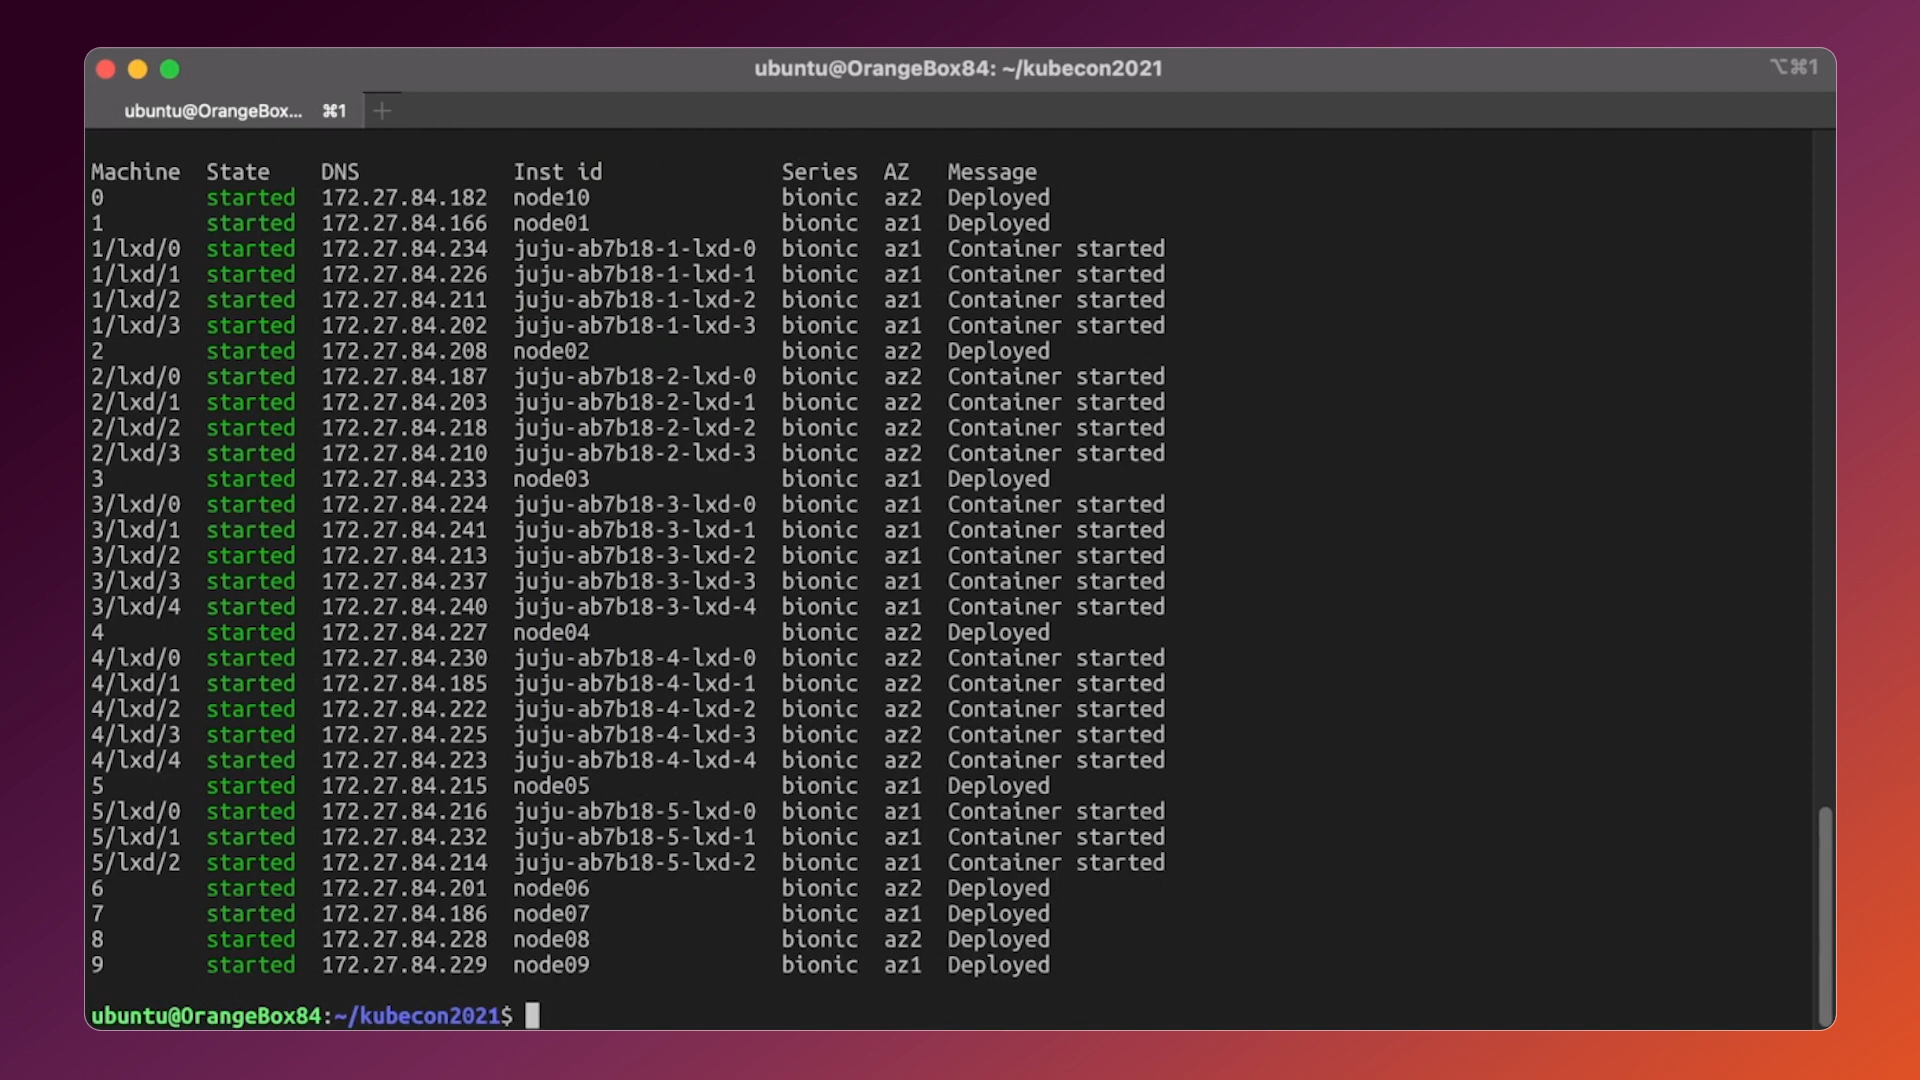 ubuntu@OrangeBox84: ~/kubecon2021
⌥⌘1
ubuntu@OrangeBox... ⌘1 +
Machine State DNS Inst id Series AZ Message
0 started 172.27.84.182 node10 bionic az2 Deployed
1 started 172.27.84.166 node01 bionic az1 Deployed
1/lxd/0 started 172.27.84.234 juju-ab7b18-1-lxd-0 bionic az1 Container started
1/lxd/1 started 172.27.84.226 juju-ab7b18-1-lxd-1 bionic az1 Container started
1/lxd/2 started 172.27.84.211 juju-ab7b18-1-lxd-2 bionic az1 Container started
1/lxd/3 started 172.27.84.202 juju-ab7b18-1-lxd-3 bionic az1 Container started
2 started 172.27.84.208 node02 bionic az2 Deployed
2/lxd/0 started 172.27.84.187 juju-ab7b18-2-lxd-0 bionic az2 Container started
2/lxd/1 started 172.27.84.203 juju-ab7b18-2-lxd-1 bionic az2 Container started
2/lxd/2 started 172.27.84.218 juju-ab7b18-2-lxd-2 bionic az2 Container started
2/lxd/3 started 172.27.84.210 juju-ab7b18-2-lxd-3 bionic az2 Container started
3 started 172.27.84.233 node03 bionic az1 Deployed
3/lxd/0 started 172.27.84.224 juju-ab7b18-3-lxd-0 bionic az1 Container started
3/lxd/1 started 172.27.84.241 juju-ab7b18-3-lxd-1 bionic az1 Container started
3/lxd/2 started 172.27.84.213 juju-ab7b18-3-lxd-2 bionic az1 Container started
3/lxd/3 started 172.27.84.237 juju-ab7b18-3-lxd-3 bionic az1 Container started
3/lxd/4 started 172.27.84.240 juju-ab7b18-3-lxd-4 bionic az1 Container started
4 started 172.27.84.227 node04 bionic az2 Deployed
4/lxd/0 started 172.27.84.230 juju-ab7b18-4-lxd-0 bionic az2 Container started
4/lxd/1 started 172.27.84.185 juju-ab7b18-4-lxd-1 bionic az2 Container started
4/lxd/2 started 172.27.84.222 juju-ab7b18-4-lxd-2 bionic az2 Container started
4/lxd/3 started 172.27.84.225 juju-ab7b18-4-lxd-3 bionic az2 Container started
4/lxd/4 started 172.27.84.223 juju-ab7b18-4-lxd-4 bionic az2 Container started
5 started 172.27.84.215 node05 bionic az1 Deployed
5/lxd/0 started 172.27.84.216 juju-ab7b18-5-lxd-0 bionic az1 Container started
5/lxd/1 started 172.27.84.232 juju-ab7b18-5-lxd-1 bionic az1 Container started
5/lxd/2 started 172.27.84.214 juju-ab7b18-5-lxd-2 bionic az1 Container started
6 started 172.27.84.201 node06 bionic az2 Deployed
7 started 172.27.84.186 node07 bionic az1 Deployed
8 started 172.27.84.228 node08 bionic az2 Deployed
9 started 172.27.84.229 node09 bionic az1 Deployed
ubuntu@OrangeBox84:~/kubecon2021$